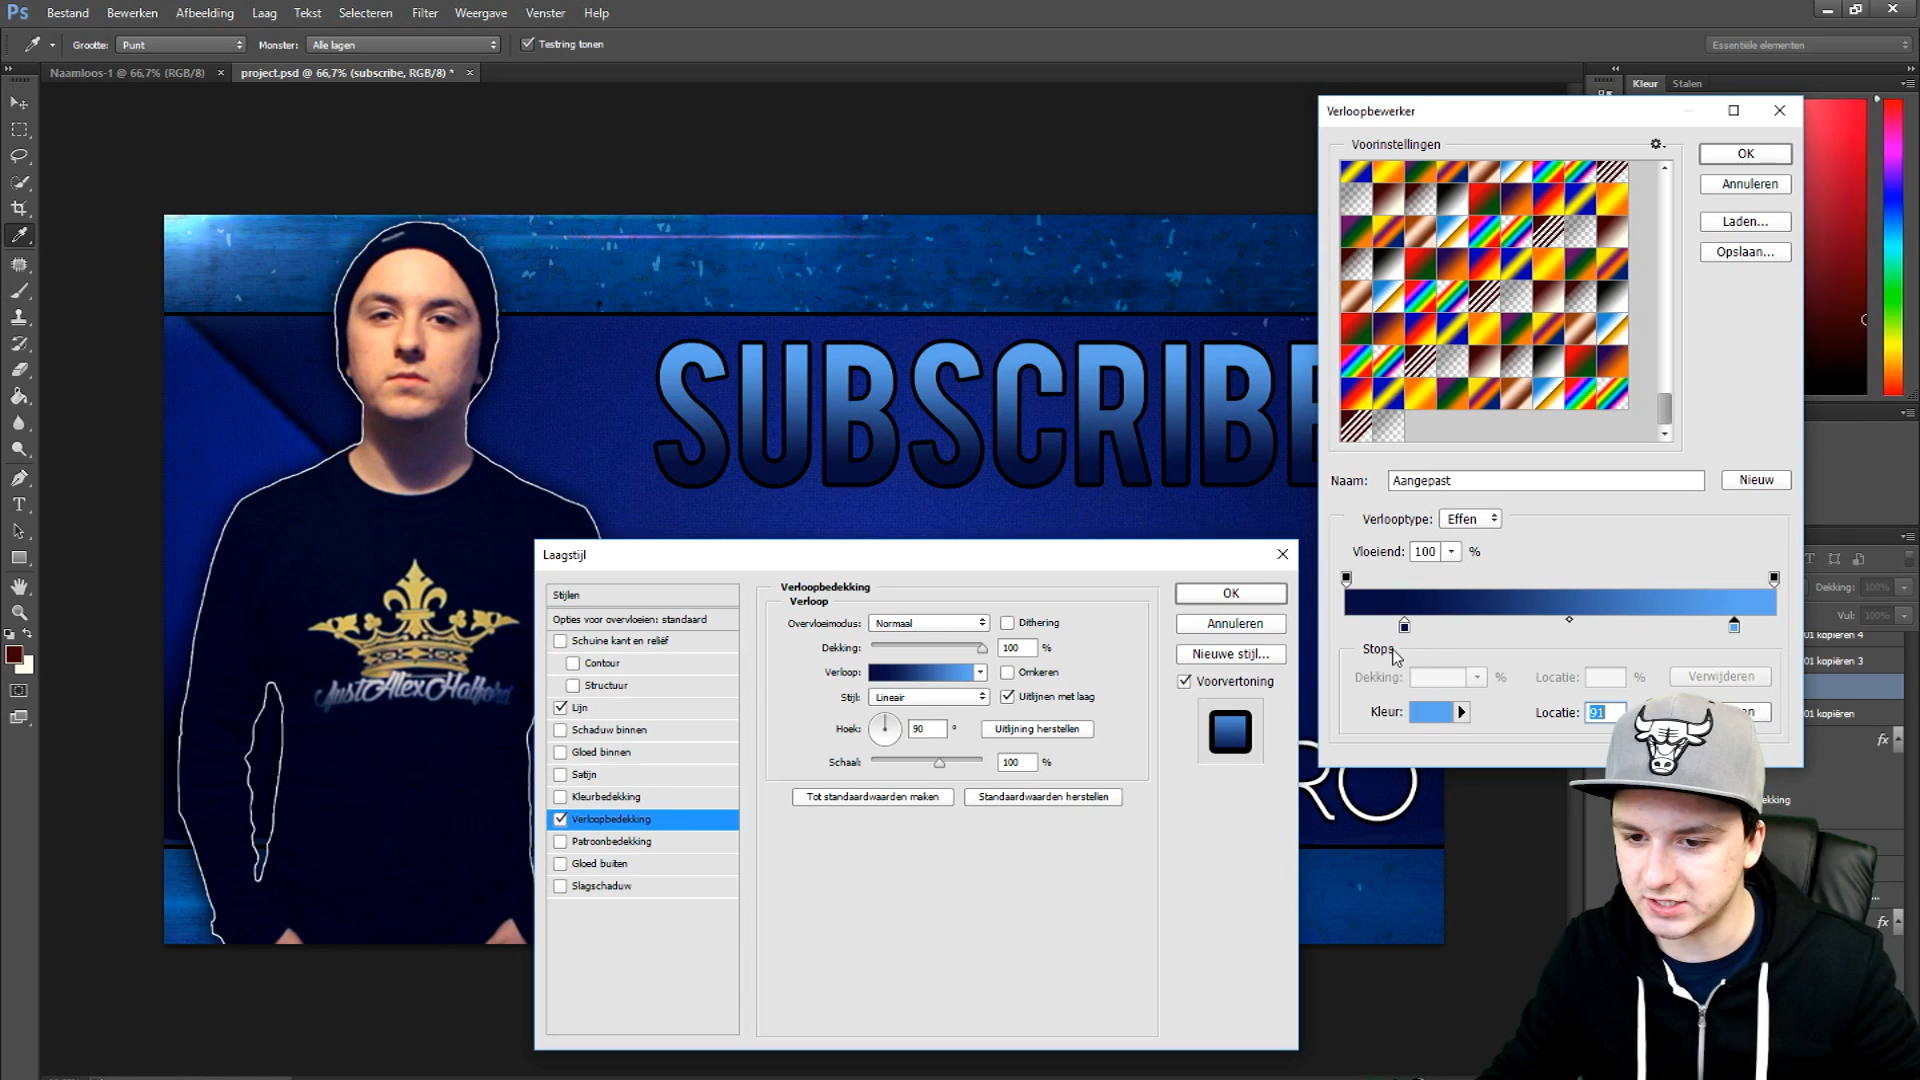 Ps Bestand Bewerken Afbeelding Laag Tekst Selecteren Filter Weergave Venster Help
Grootte: Punt Monster: Alle lagen Testring tonen Essentiële elementen
Naamloos-1 @ 66,7% (RGB/8) × project.psd @ 66,7% (subscribe, RGB/8) * ×
Kleur Stalen
Verloopbewerker
Voorinstellingen
OK
Annuleren
Laden...
Opslaan...
SUBSCRIBE
Naam: Aangepast Nieuw
Verlooptype: Effen
Vloeiend: 100 %
Stops
Dekking: % Locatie: % Verwijderen
Kleur: Locatie: 91
Dekking: 100%
Vul: 100%
01 kopiëren 4
01 kopiëren 3
01 kopiëren
fx
fx
JustAlexHalford
RO
Laagstijl
Stijlen
Opties voor overvloeien: standaard
Schuine kant en reliëf
Contour
Structuur
Lijn
Schaduw binnen
Gloed binnen
Satijn
Kleurbedekking
Verloopbedekking
Patroonbedekking
Gloed buiten
Slagschaduw
Verloopbedekking
Verloop
Overvloeimodus: Normaal Dithering
Dekking: 100 %
Verloop: Omkeren
Stijl: Lineair Uitlijnen met laag
Hoek: 90 ° Uitlijning herstellen
Schaal: 100 %
Tot standaardwaarden maken Standaardwaarden herstellen
OK
Annuleren
Nieuwe stijl...
Voorvertoning